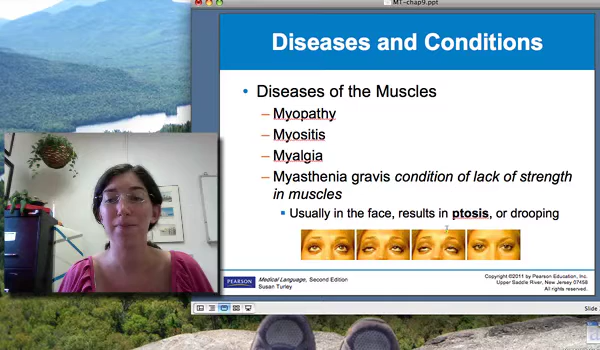 MT-chap9.ppt
Diseases and Conditions
• Diseases of the Muscles
– Myopathy
– Myositis
– Myalgia
– Myasthenia gravis condition of lack of strength
in muscles
▪ Usually in the face, results in ptosis, or drooping
PEARSON
Medical Language, Second Edition
Susan Turley
Copyright ©2011 by Pearson Education, Inc.
Upper Saddle River, New Jersey 07458
All rights reserved.
Slide